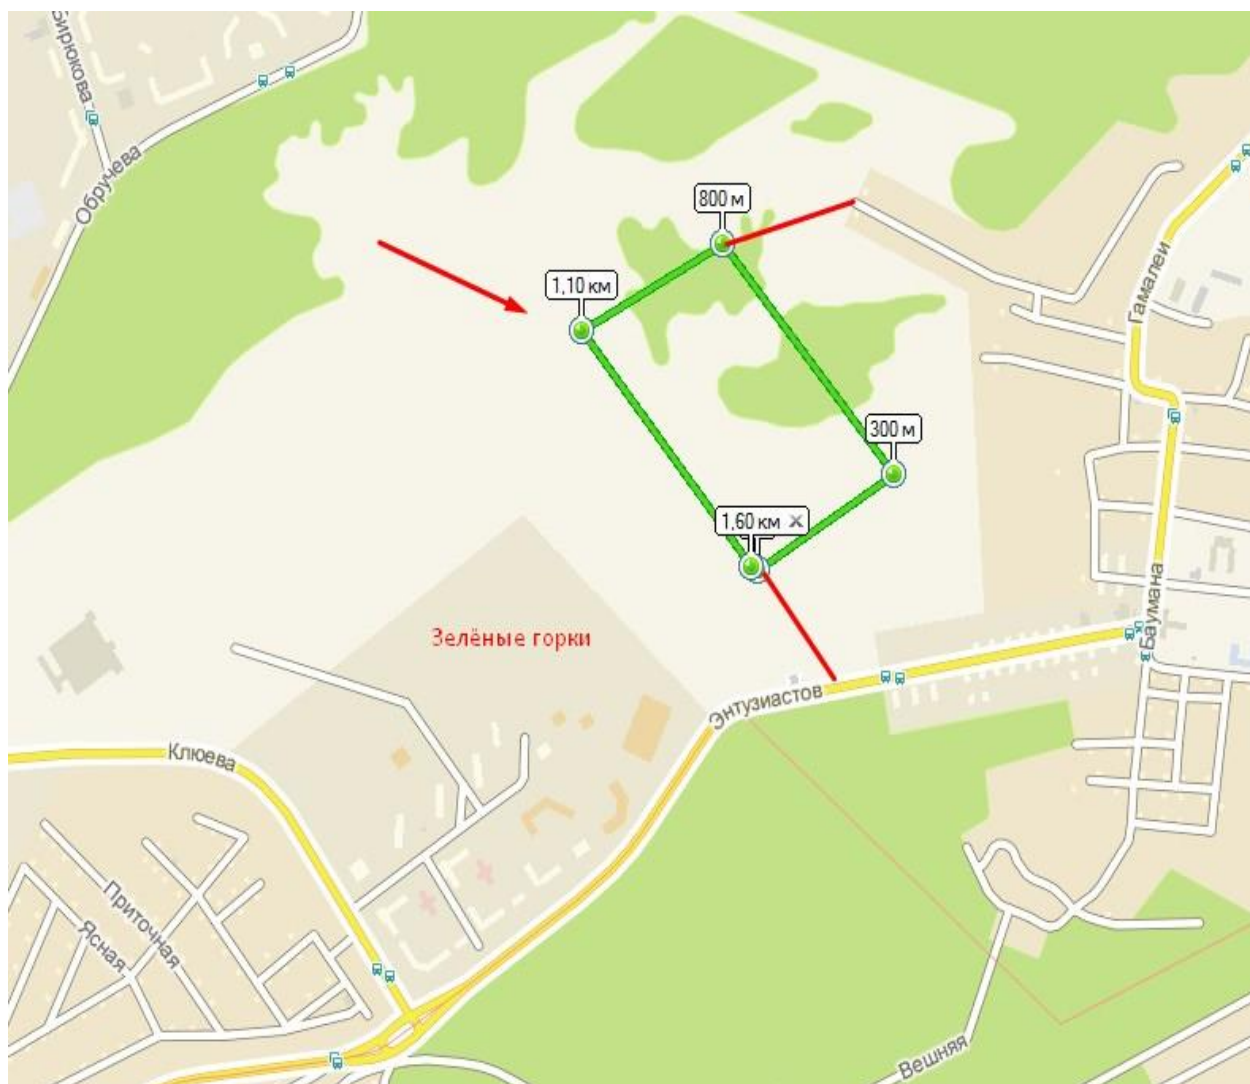 Бирюкова
Обручева
800 м
1,10 км
Гамалеи
300 м
1,60 км
Баумана
Зелёные горки
Энтузиастов
Клюева
Приточная
Ясная
Вешняя